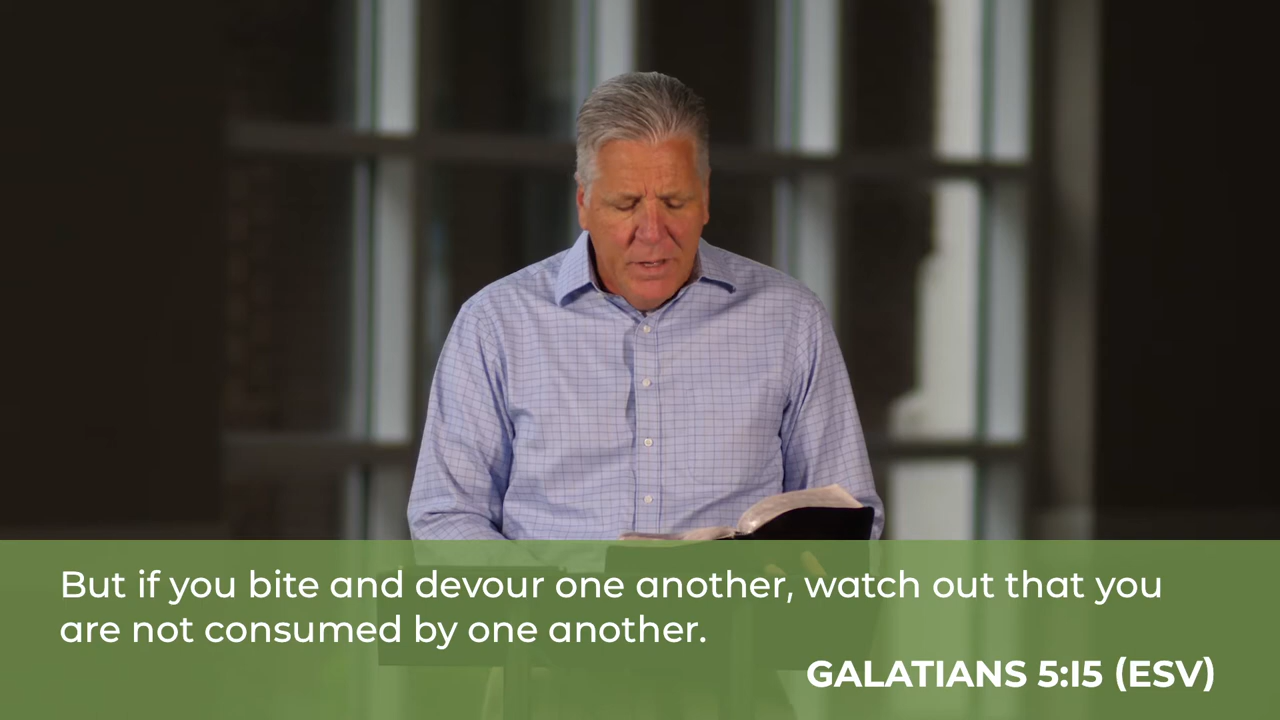 But if you bite and devour one another, watch out that you
are not consumed by one another.
GALATIANS 5:15 (ESV)